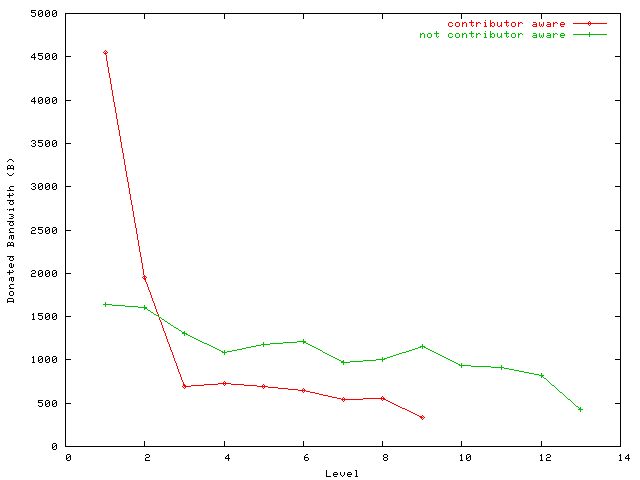 5000
4500
4000
3500
3000
2500
2000
1500
1000
500
0
Donated Bandwidth (B)
contributor aware
not contributor aware
0 2 4 6 8 10 12 14
Level